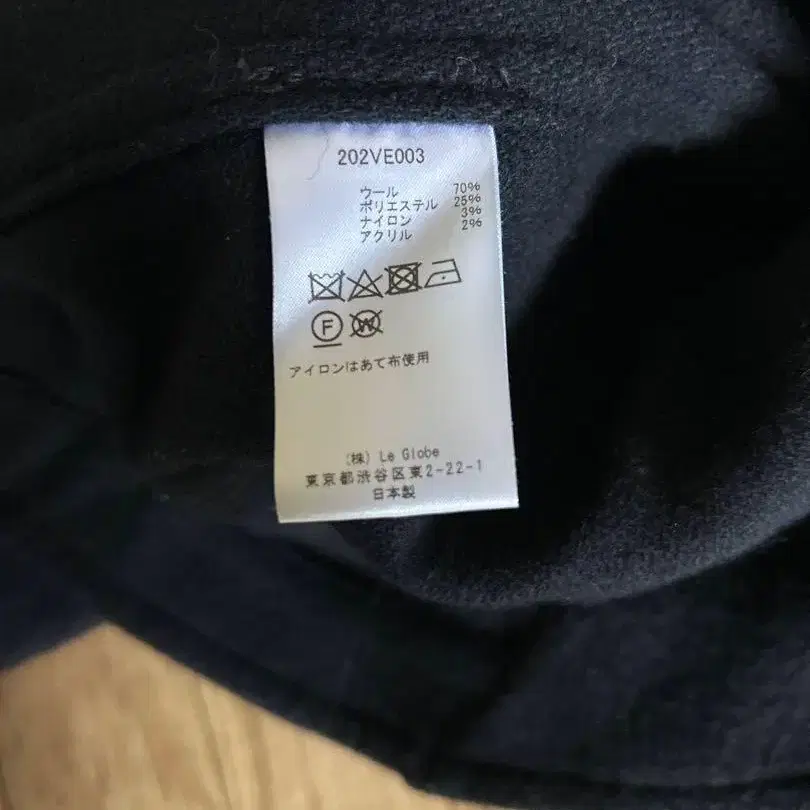 202VE003
ウール 70%
ポリエステル 25%
ナイロン 3%
アクリル 2%
F W
アイロンはあて布使用
(株) Le Globe
東京都渋谷区東2-22-1
日本製